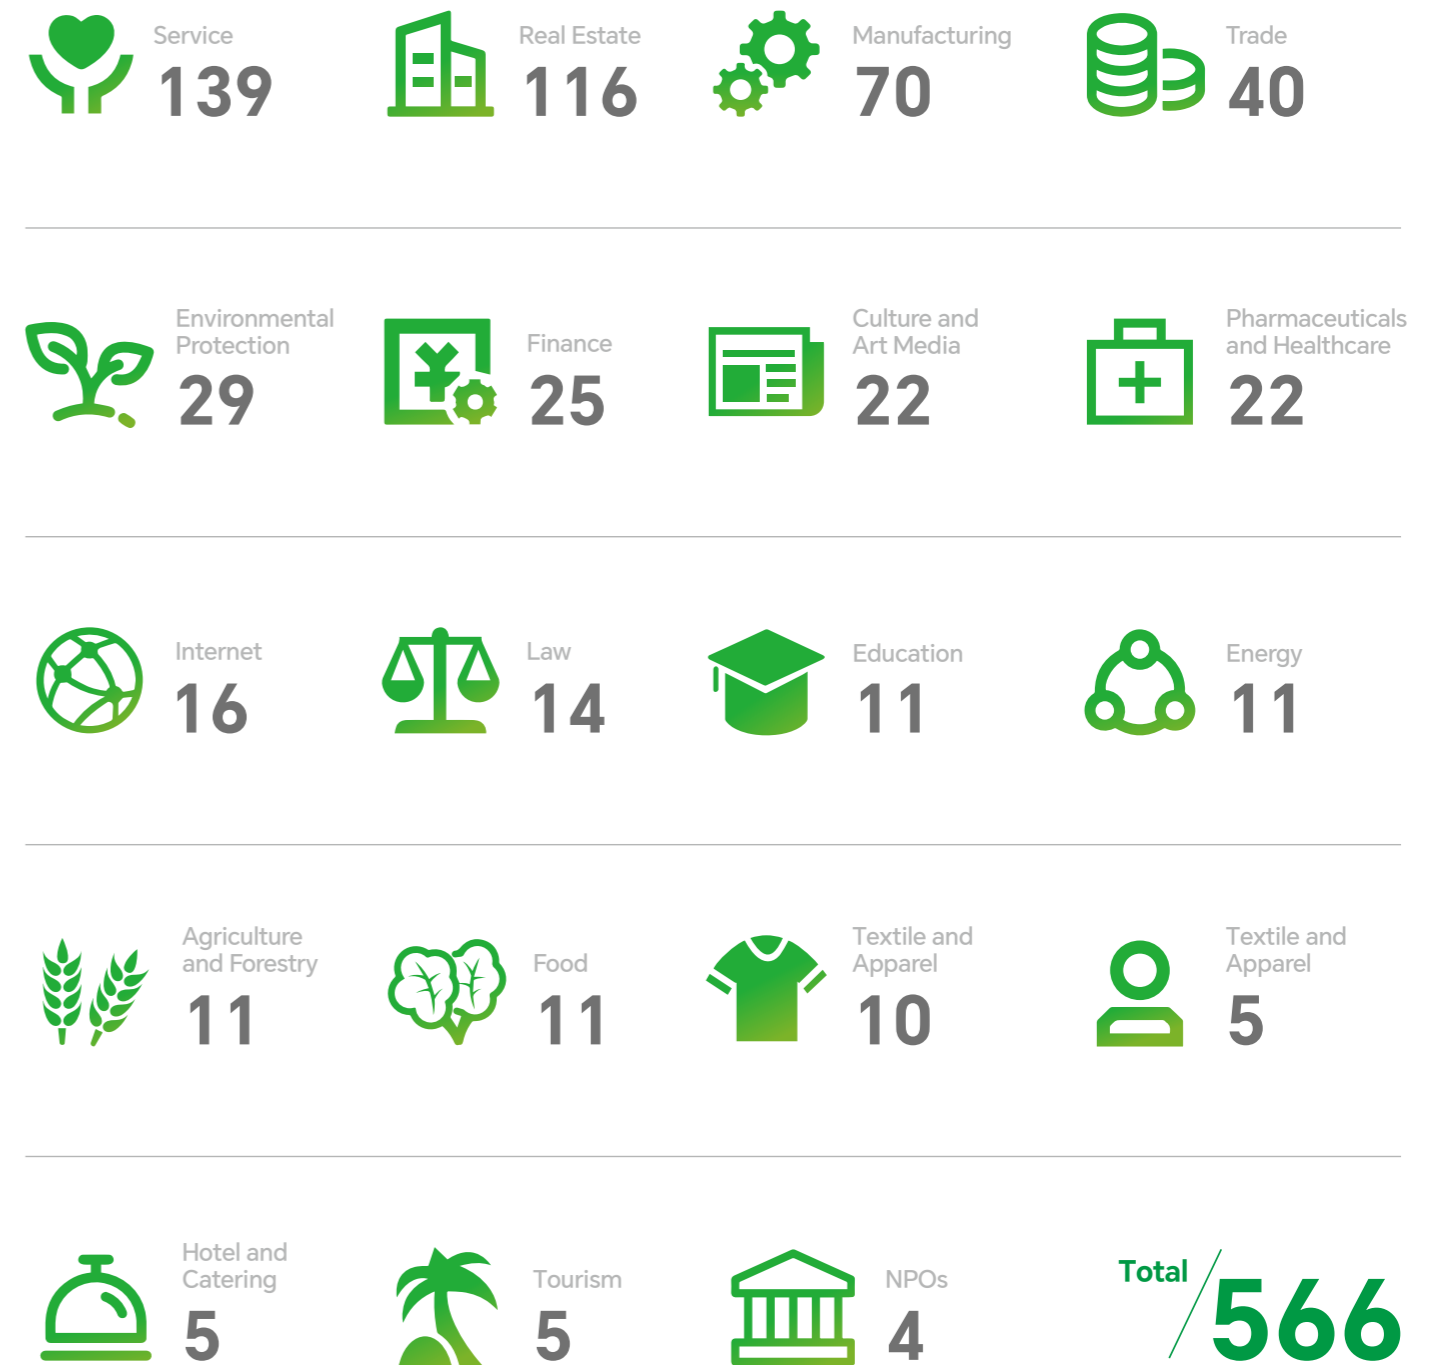 Service
139
Real Estate
116
Manufacturing
70
Trade
40
Environmental
Protection
29
Finance
25
Culture and
Art Media
22
Pharmaceuticals
and Healthcare
22
Internet
16
Law
14
Education
11
Energy
11
Agriculture
and Forestry
11
Food
11
Textile and
Apparel
10
Textile and
Apparel
5
Hotel and
Catering
5
Tourism
5
NPOs
4
Total
566